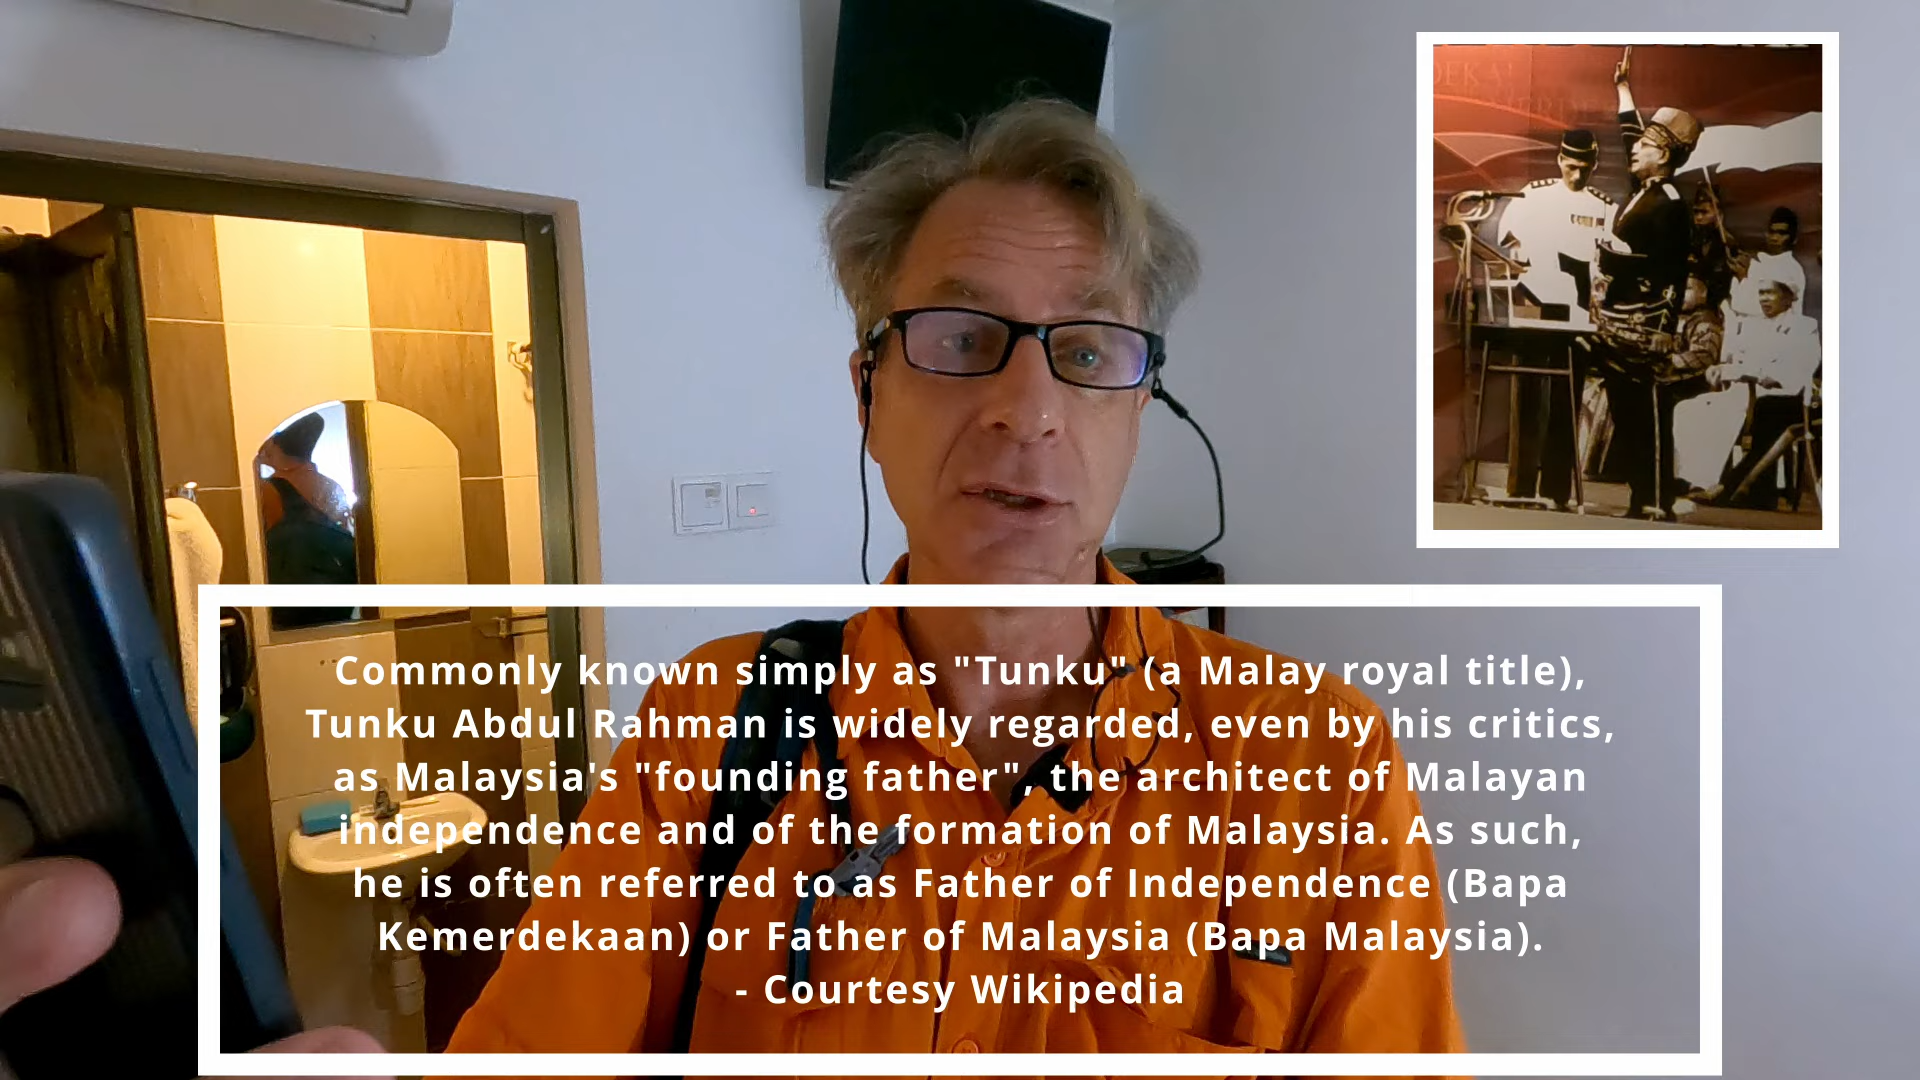 Commonly known simply as "Tunku" (a Malay royal title),
Tunku Abdul Rahman is widely regarded, even by his critics,
as Malaysia's "founding father", the architect of Malayan
independence and of the formation of Malaysia. As such,
he is often referred to as Father of Independence (Bapa
Kemerdekaan) or Father of Malaysia (Bapa Malaysia).
- Courtesy Wikipedia